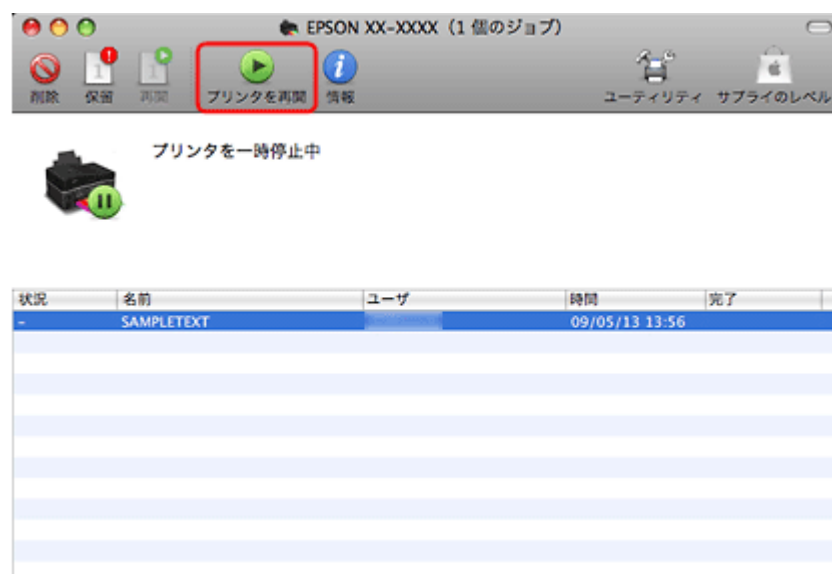 EPSON XX-XXXX (1 個のジョブ)
削除 保留 再開 プリンタを再開 情報 ユーティリティ サプライのレベル
プリンタを一時停止中
状況 名前 ユーザ 時間 完了
- SAMPLETEXT 09/05/13 13:56